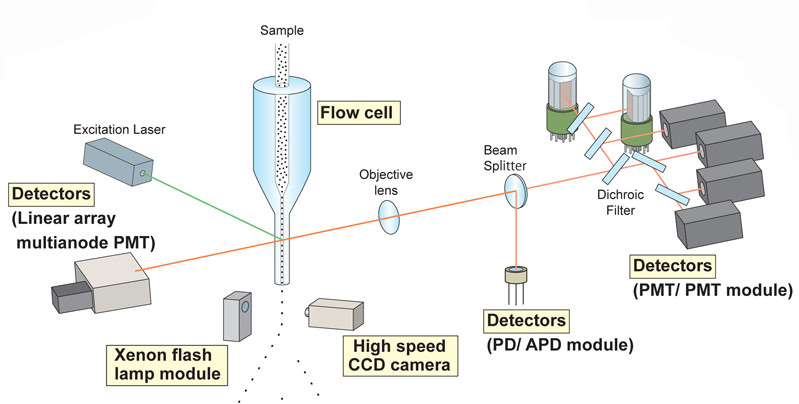 Sample
Flow cell
Excitation Laser
Detectors
(Linear array
multianode PMT)
Objective
lens
Beam
Splitter
Dichroic
Filter
Detectors
(PMT/ PMT module)
Detectors
(PD/ APD module)
Xenon flash
lamp module
High speed
CCD camera